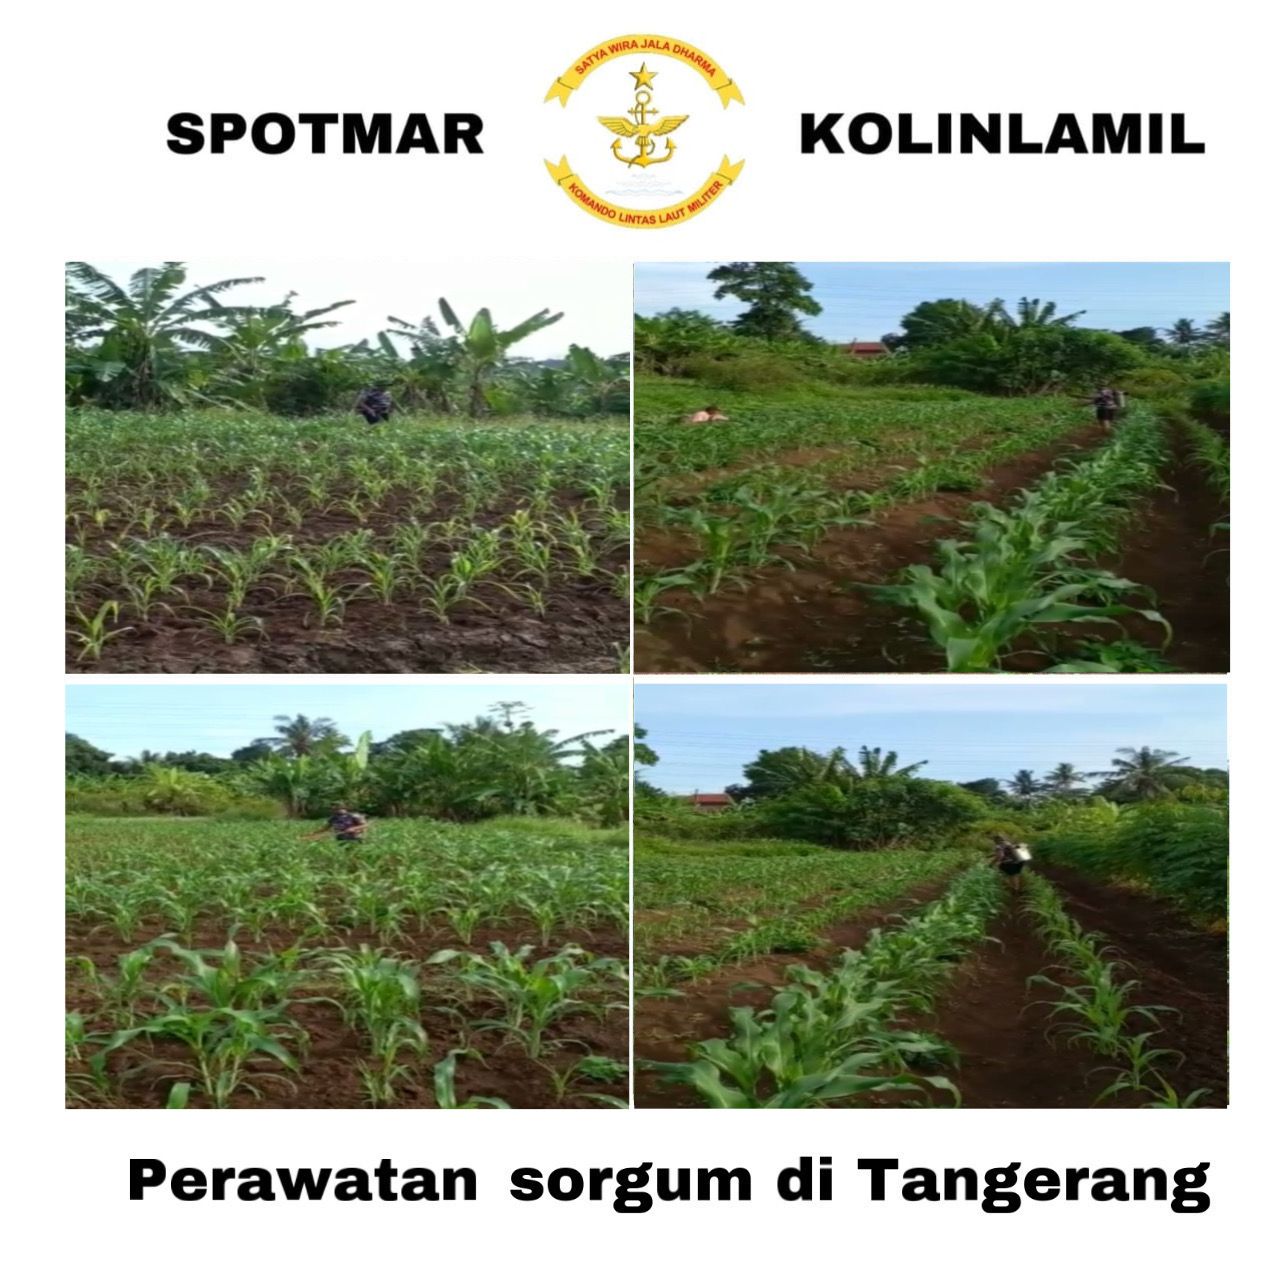 SPOTMAR
SATYA WIRA JALA DHARMA
KOMANDO LINTAS LAUT MILITER
KOLINLAMIL
Perawatan sorgum di Tangerang